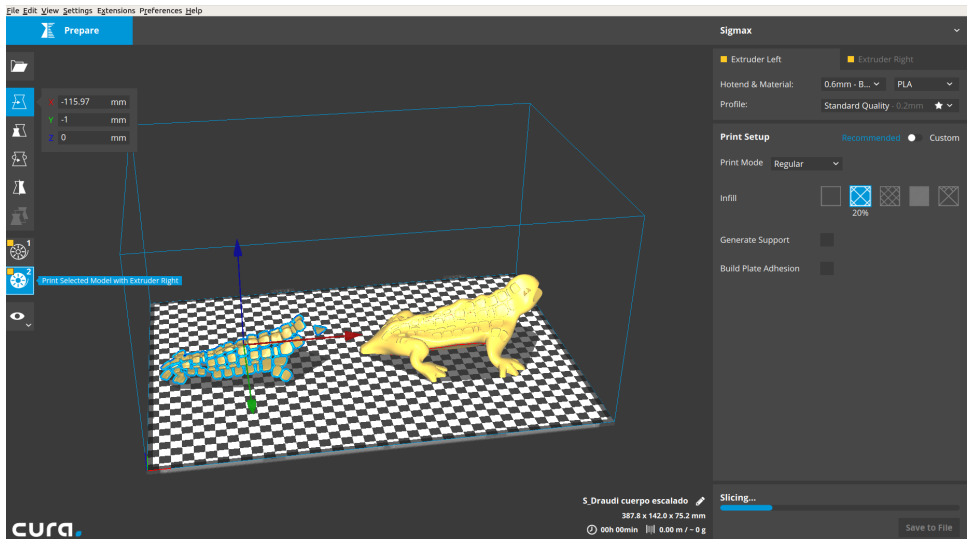 File Edit View Settings Extensions Preferences Help
Prepare
Sigmax
Extruder Left
Extruder Right
X -115.97 mm
Y -1 mm
Z 0 mm
Hotend & Material: 0.6mm - B... PLA
Profile: Standard Quality - 0.2mm
Print Setup Recommended Custom
Print Mode Regular
Infill
20%
Generate Support
Build Plate Adhesion
1
2
Print Selected Model with Extruder Right
S_Draudi cuerpo escalado
387.8 x 142.0 x 75.2 mm
00h 00min 0.00 m / ~ 0 g
Slicing...
Save to File
cura.